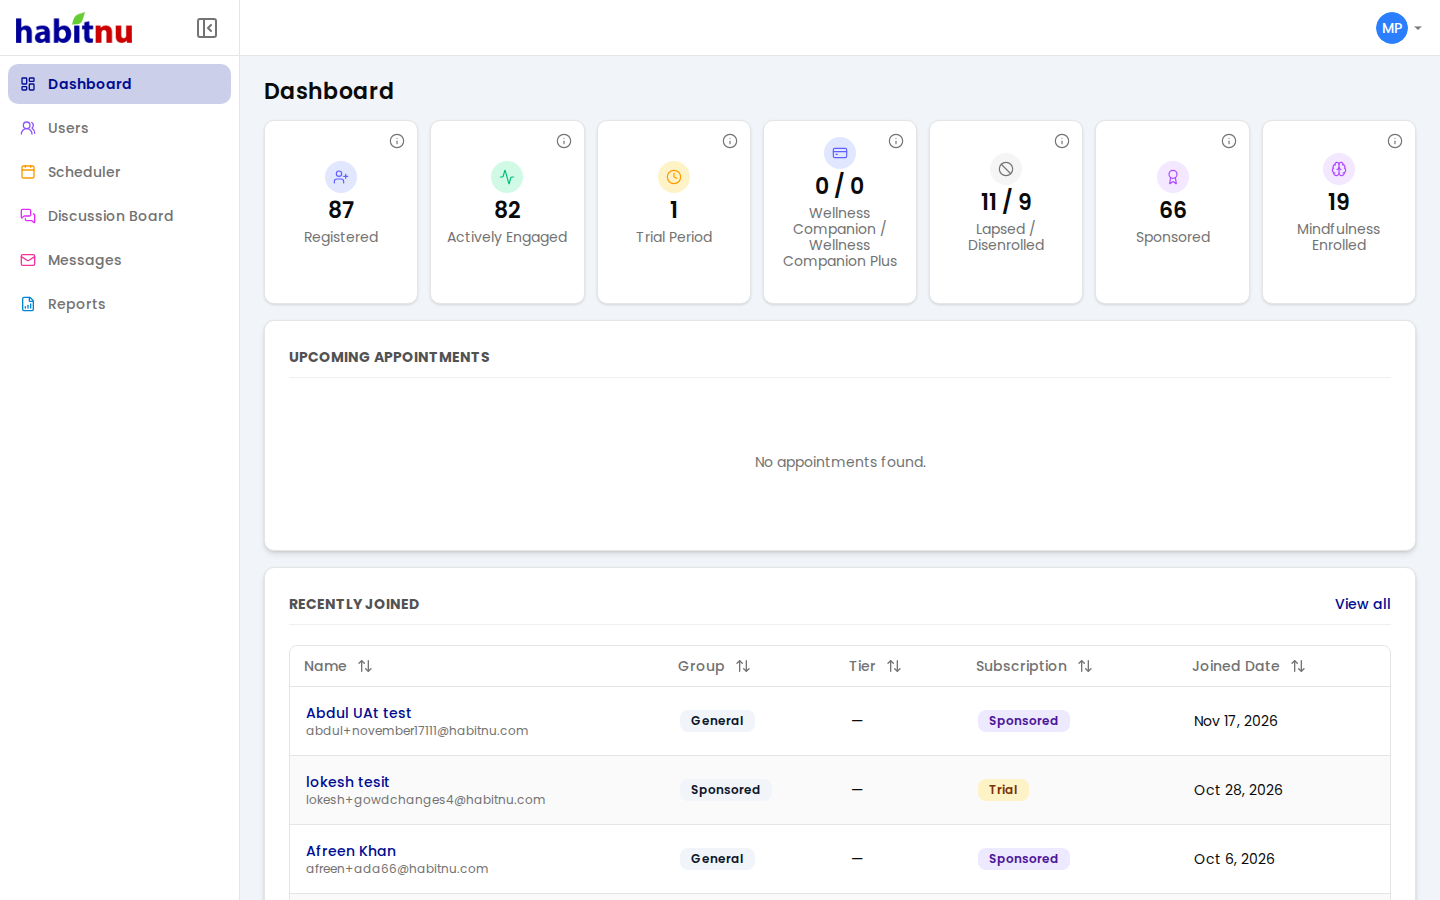 habitnu
MP
Dashboard
Users
Scheduler
Discussion Board
Messages
Reports
Dashboard
87
Registered
82
Actively Engaged
1
Trial Period
0 / 0
Wellness
Companion /
Wellness
Companion Plus
11 / 9
Lapsed /
Disenrolled
66
Sponsored
19
Mindfulness
Enrolled
UPCOMING APPOINTMENTS
No appointments found.
RECENTLY JOINED
View all
Name Group Tier Subscription Joined Date
Abdul UAt test
abdul+november17111@habitnu.com
General — Sponsored Nov 17, 2026
lokesh tesit
lokesh+gowdchanges4@habitnu.com
Sponsored — Trial Oct 28, 2026
Afreen Khan
afreen+ada66@habitnu.com
General — Sponsored Oct 6, 2026